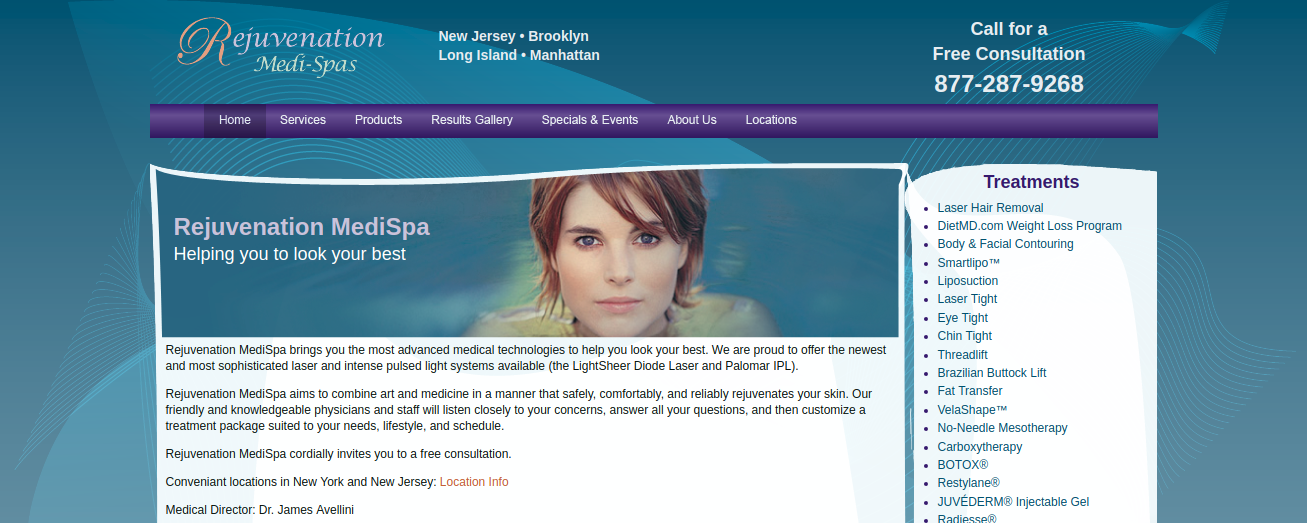 Rejuvenation
Medi-Spas
New Jersey • Brooklyn
Long Island • Manhattan
Call for a
Free Consultation
877-287-9268
Home Services Products Results Gallery Specials & Events About Us Locations
Rejuvenation MediSpa
Helping you to look your best
Rejuvenation MediSpa brings you the most advanced medical technologies to help you look your best. We are proud to offer the newest
and most sophisticated laser and intense pulsed light systems available (the LightSheer Diode Laser and Palomar IPL).
Rejuvenation MediSpa aims to combine art and medicine in a manner that safely, comfortably, and reliably rejuvenates your skin. Our
friendly and knowledgeable physicians and staff will listen closely to your concerns, answer all your questions, and then customize a
treatment package suited to your needs, lifestyle, and schedule.
Rejuvenation MediSpa cordially invites you to a free consultation.
Conveniant locations in New York and New Jersey: Location Info
Medical Director: Dr. James Avellini
Treatments
• Laser Hair Removal
• DietMD.com Weight Loss Program
• Body & Facial Contouring
• Smartlipo™
• Liposuction
• Laser Tight
• Eye Tight
• Chin Tight
• Threadlift
• Brazilian Buttock Lift
• Fat Transfer
• VelaShape™
• No-Needle Mesotherapy
• Carboxytherapy
• BOTOX®
• Restylane®
• JUVÉDERM® Injectable Gel
• Radiesse®